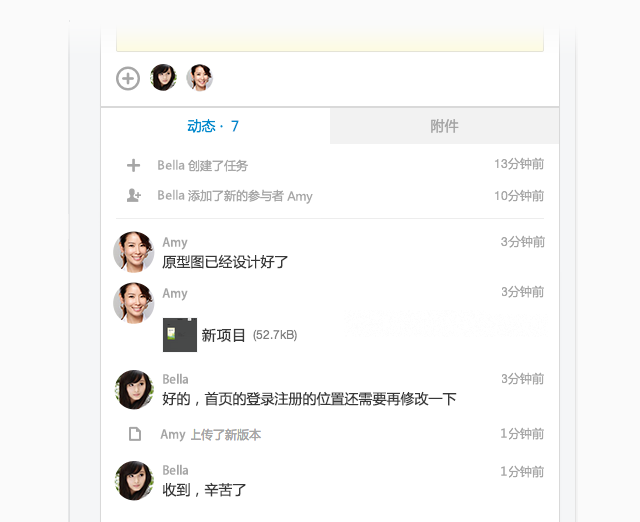 动态 · 7
附件
Bella 创建了任务 13分钟前
Bella 添加了新的参与者 Amy 10分钟前
Amy 3分钟前
原型图已经设计好了
Amy 3分钟前
新项目 (52.7kB)
Bella 3分钟前
好的，首页的登录注册的位置还需要再修改一下
Amy 上传了新版本 1分钟前
Bella 1分钟前
收到，辛苦了